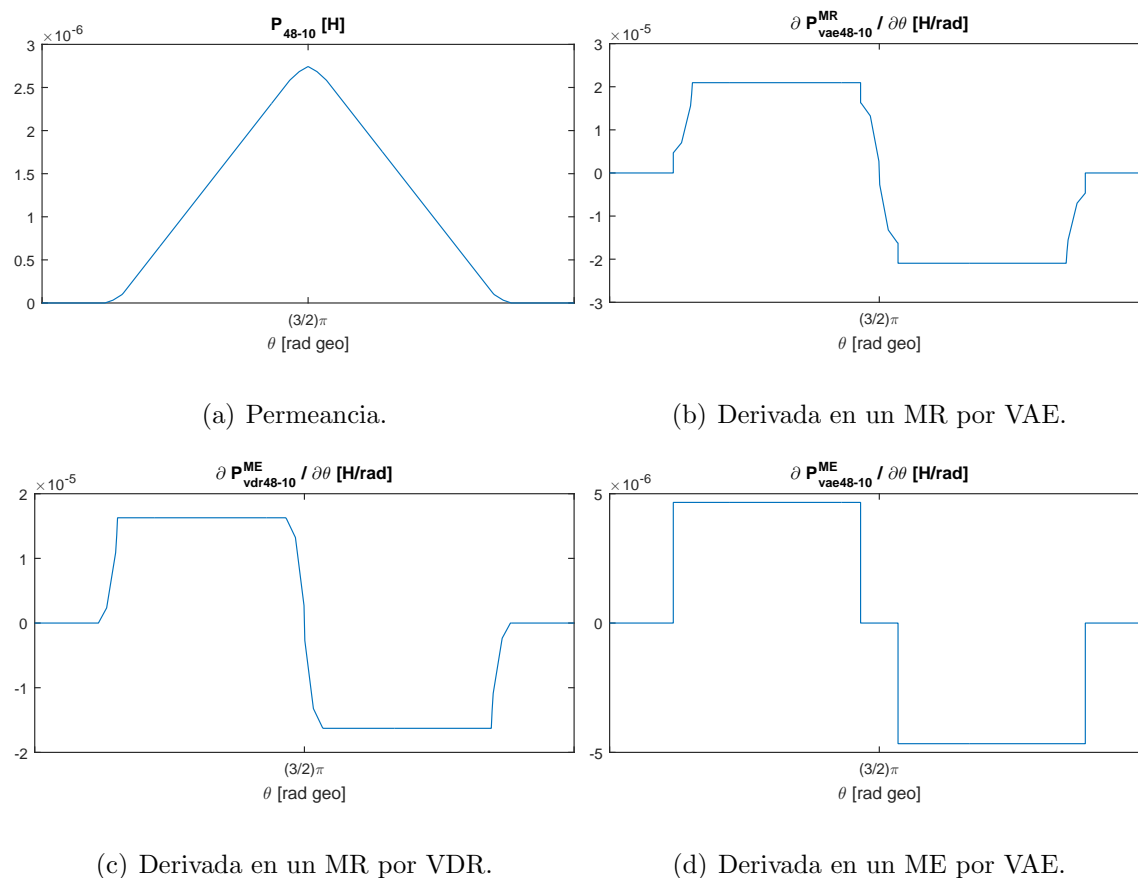 P_48-10 [H]
×10^-6
3
2.5
2
1.5
1
0.5
0
(3/2)π
θ [rad geo]
(a) Permeancia.
∂ P^MR_vae48-10 / ∂θ [H/rad]
×10^-5
3
2
1
0
-1
-2
-3
(3/2)π
θ [rad geo]
(b) Derivada en un MR por VAE.
∂ P^ME_vdr48-10 / ∂θ [H/rad]
×10^-5
2
1
0
-1
-2
(3/2)π
θ [rad geo]
(c) Derivada en un MR por VDR.
∂ P^ME_vae48-10 / ∂θ [H/rad]
×10^-6
5
0
-5
(3/2)π
θ [rad geo]
(d) Derivada en un ME por VAE.